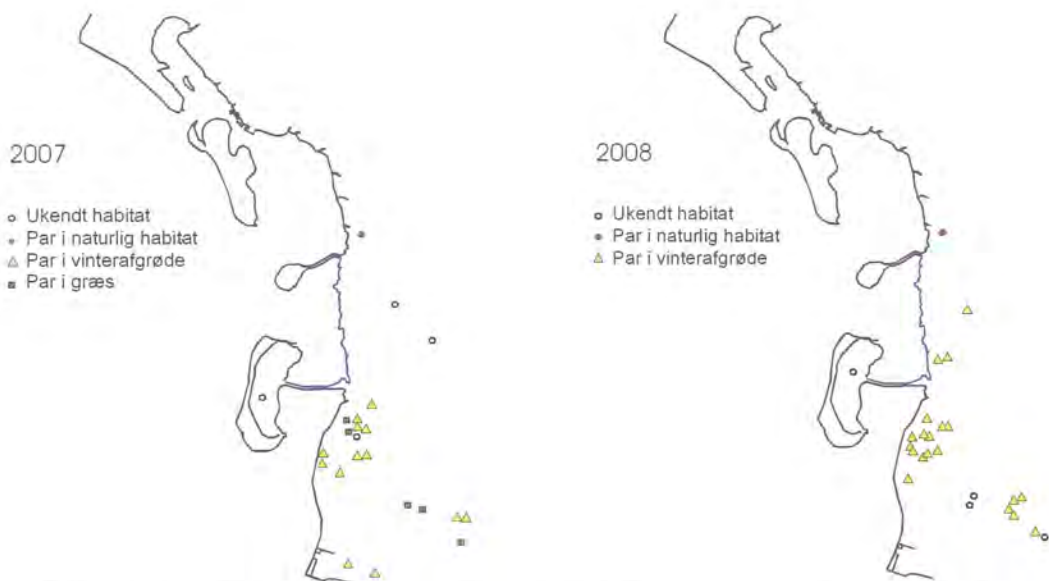 2007
Ukendt habitat
Par i naturlig habitat
Par i vinterafgrøde
Par i græs
2008
Ukendt habitat
Par i naturlig habitat
Par i vinterafgrøde